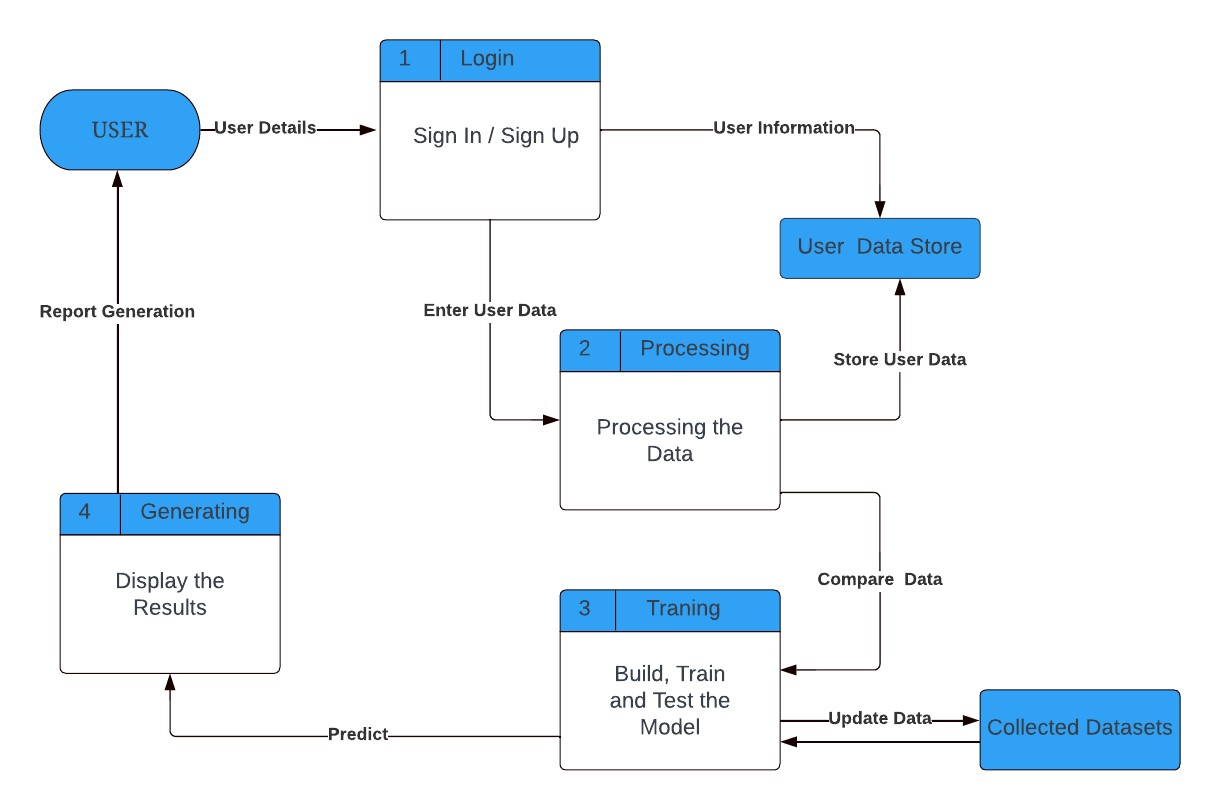 1 Login
Sign In / Sign Up
USER
User Details
User Information
User Data Store
Report Generation
Enter User Data
Store User Data
2 Processing
Processing the
Data
4 Generating
Display the
Results
Compare Data
3 Traning
Build, Train
and Test the
Model
Update Data
Collected Datasets
Predict